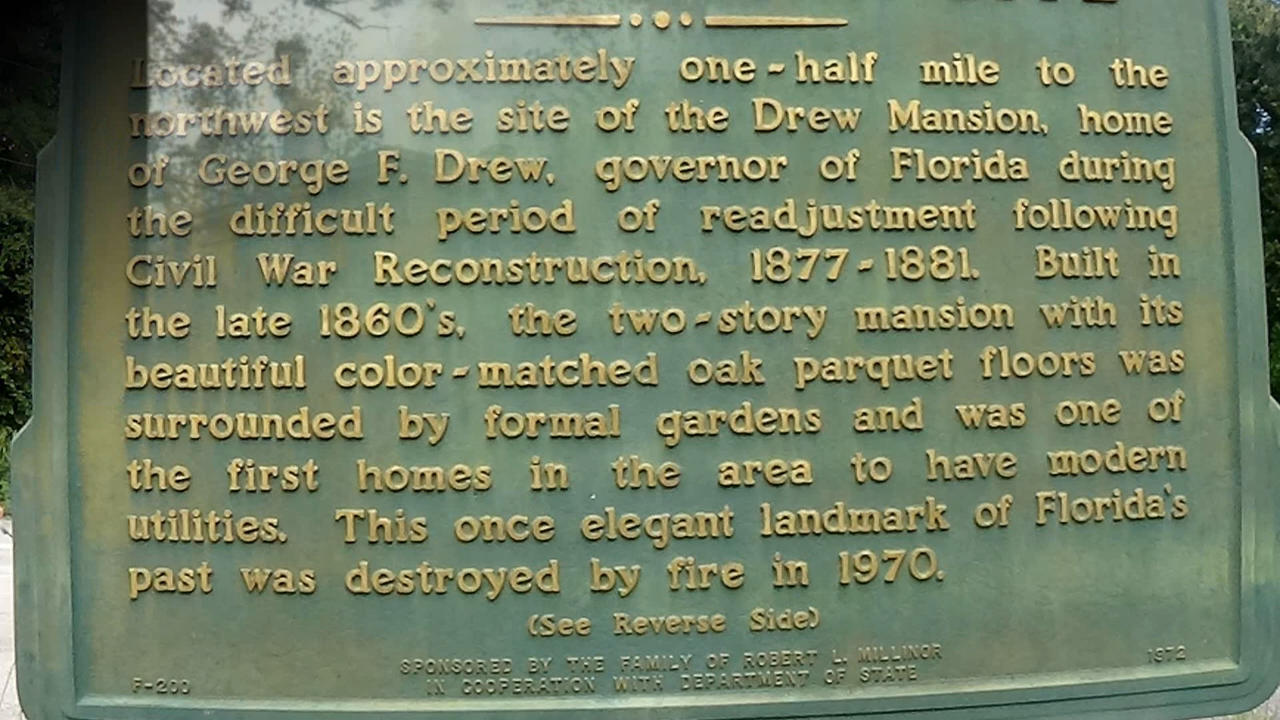 Located approximately one-half mile to the
northwest is the site of the Drew Mansion, home
of George F. Drew, governor of Florida during
the difficult period of readjustment following
Civil War Reconstruction, 1877-1881. Built in
the late 1860's, the two-story mansion with its
beautiful color-matched oak parquet floors was
surrounded by formal gardens and was one of
the first homes in the area to have modern
utilities. This once elegant landmark of Florida's
past was destroyed by fire in 1970.
(See Reverse Side)
SPONSORED BY THE FAMILY OF ROBERT L. MILLINOR
F-200 IN COOPERATION WITH DEPARTMENT OF STATE 1972